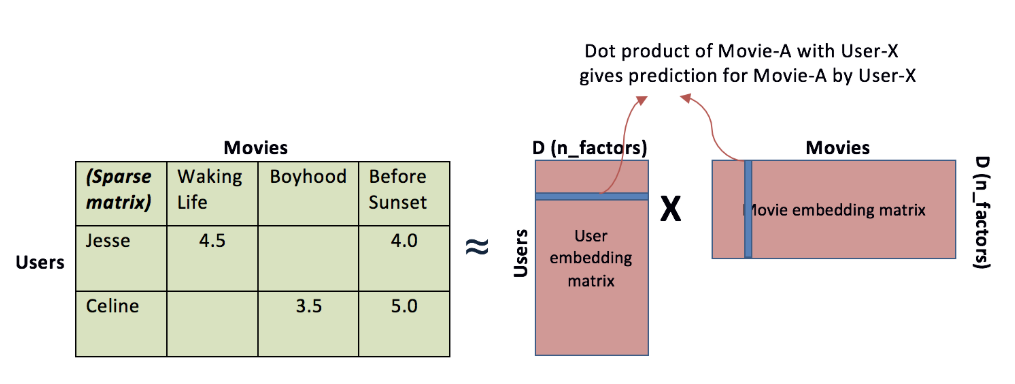 Dot product of Movie-A with User-X
gives prediction for Movie-A by User-X
Movies
(Sparse matrix) Waking Life Boyhood Before Sunset
Jesse 4.5 4.0
Celine 3.5 5.0
Users
≈
D (n_factors)
Users
User
embedding
matrix
X
Movies
Movie embedding matrix
D (n_factors)